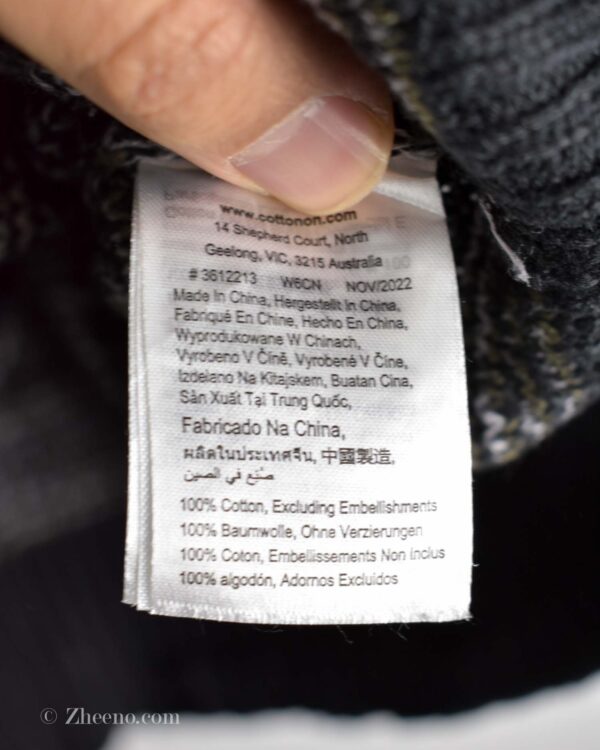 www.cottonon.com
14 Shepherd Court, North
Geelong, VIC, 3215 Australia
# 3612213 W6CN NOV/2022
Made In China, Hergestellt In China,
Fabriqué En Chine, Hecho En China,
Wyprodukowane W Chinach,
Vyrobeno V Číně, Vyrobené V Číne,
Izdelano Na Kitajskem, Buatan Cina,
Sản Xuất Tại Trung Quốc,
Fabricado Na China,
ผลิตในประเทศจีน, 中國製造,
صنع في الصين
100% Cotton, Excluding Embellishments
100% Baumwolle, Ohne Verzierungen
100% Coton, Embellissements Non Inclus
100% algodón, Adornos Excluidos
© Zheeno.com